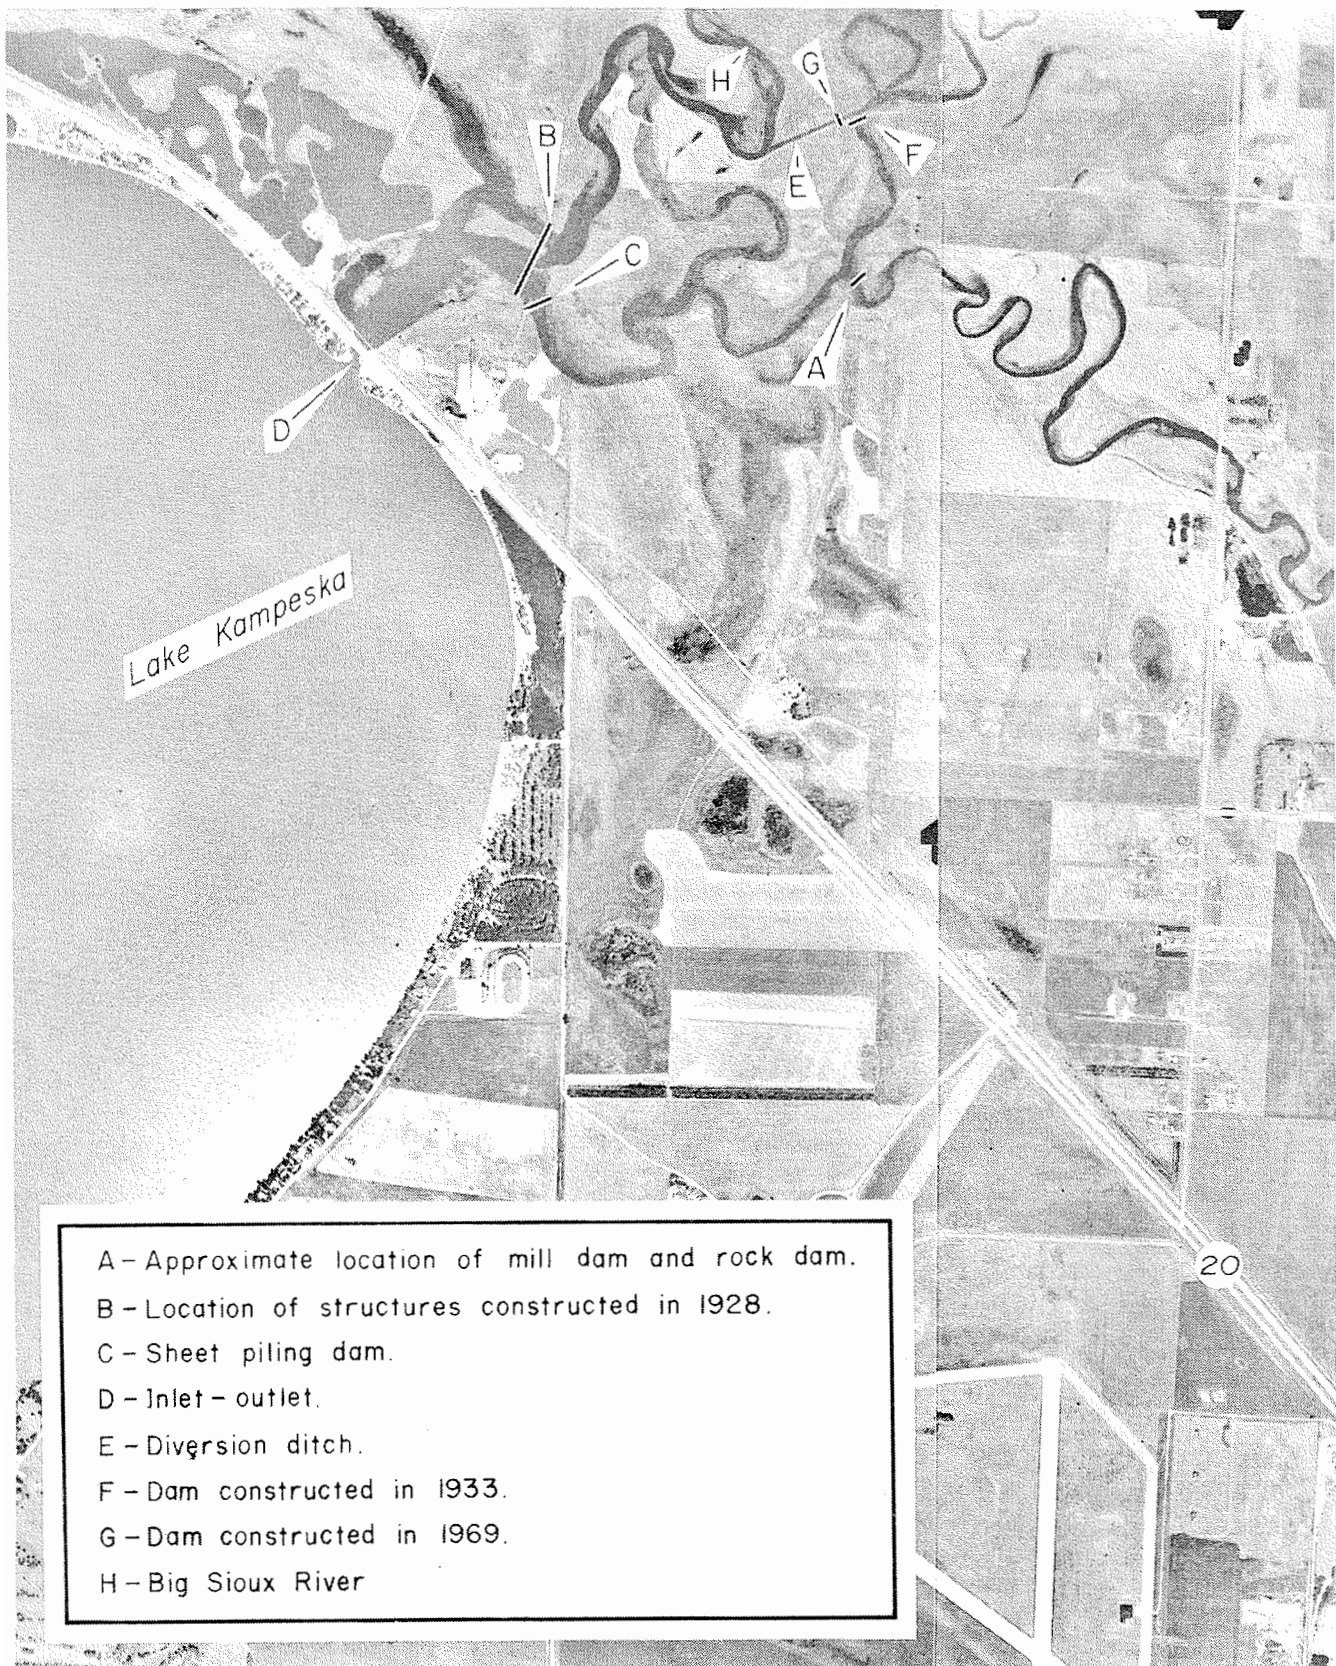 H
G
B
F
E
C
A
D
Lake Kampeska
20
A - Approximate location of mill dam and rock dam.
B - Location of structures constructed in 1928.
C - Sheet piling dam.
D - Inlet - outlet.
E - Diversion ditch.
F - Dam constructed in 1933.
G - Dam constructed in 1969.
H - Big Sioux River